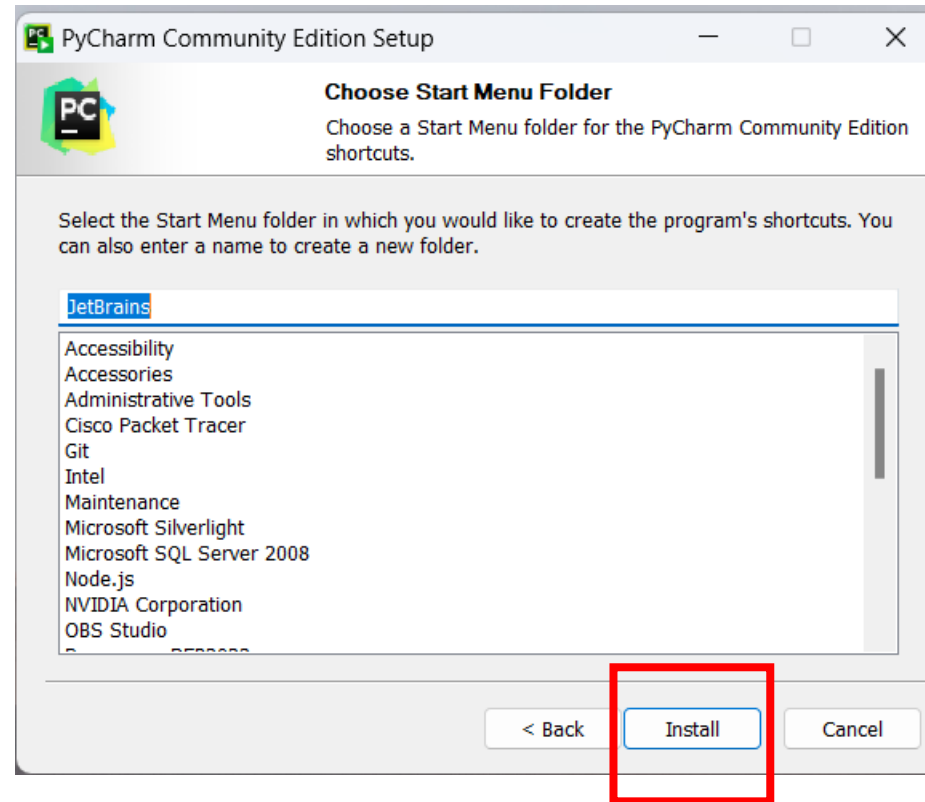 PC PyCharm Community Edition Setup
PC
Choose Start Menu Folder
Choose a Start Menu folder for the PyCharm Community Edition
shortcuts.
Select the Start Menu folder in which you would like to create the program's shortcuts. You
can also enter a name to create a new folder.
JetBrains
Accessibility
Accessories
Administrative Tools
Cisco Packet Tracer
Git
Intel
Maintenance
Microsoft Silverlight
Microsoft SQL Server 2008
Node.js
NVIDIA Corporation
OBS Studio
< Back Install Cancel